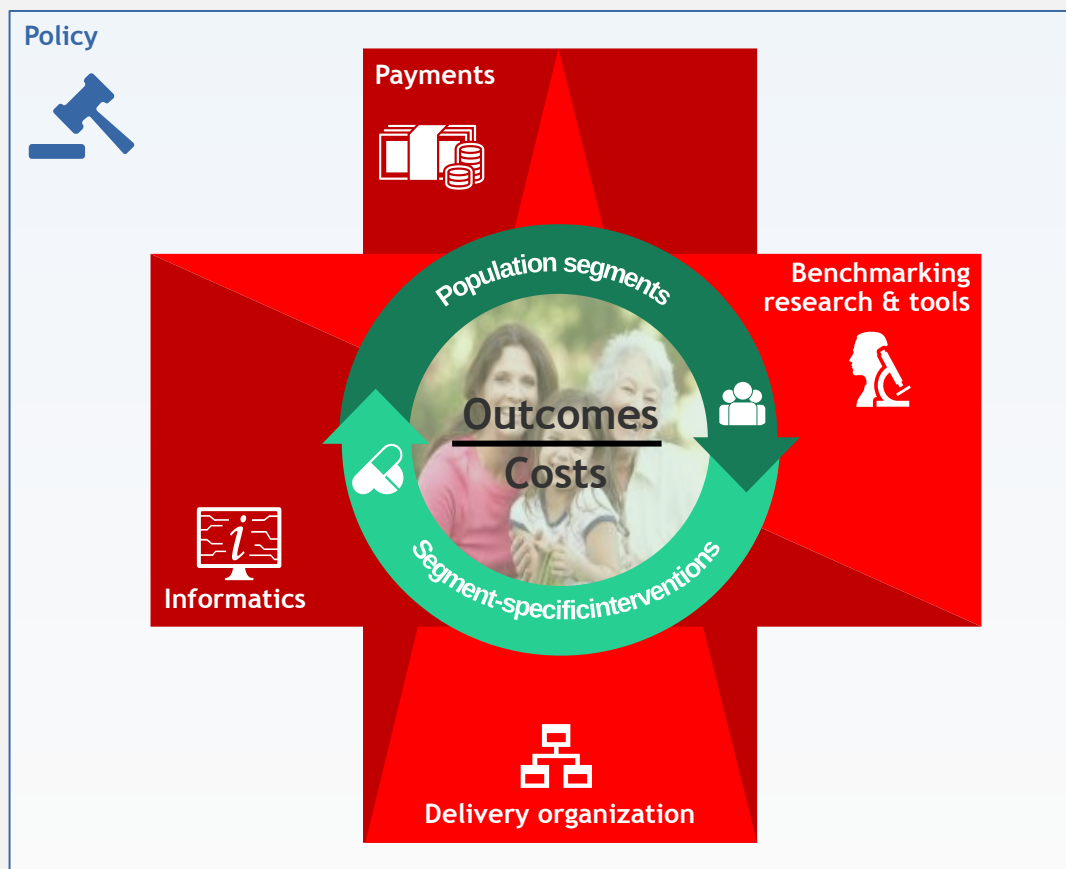 Policy
Payments
Population segments
Benchmarking
research & tools
Outcomes
Costs
Segment-specificinterventions
i
Informatics
Delivery organization